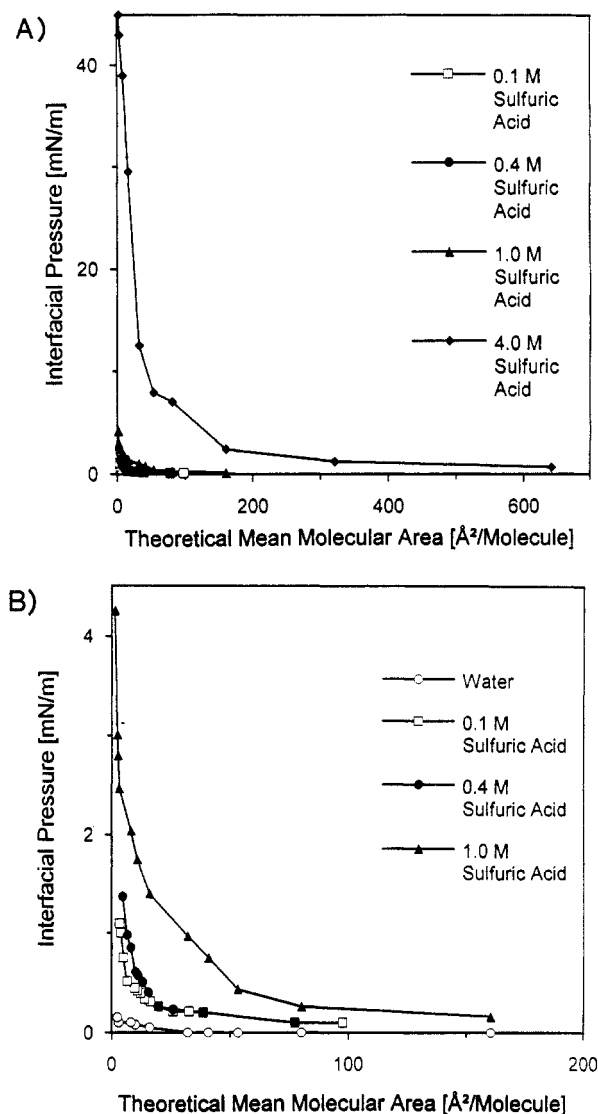 A)
Interfacial Pressure [mN/m]
40
20
0
0
200
400
600
Theoretical Mean Molecular Area [Å²/Molecule]
0.1 M
Sulfuric
Acid
0.4 M
Sulfuric
Acid
1.0 M
Sulfuric
Acid
4.0 M
Sulfuric
Acid
B)
Interfacial Pressure [mN/m]
4
2
0
0
100
200
Theoretical Mean Molecular Area [Å²/Molecule]
Water
0.1 M
Sulfuric Acid
0.4 M
Sulfuric Acid
1.0 M
Sulfuric Acid